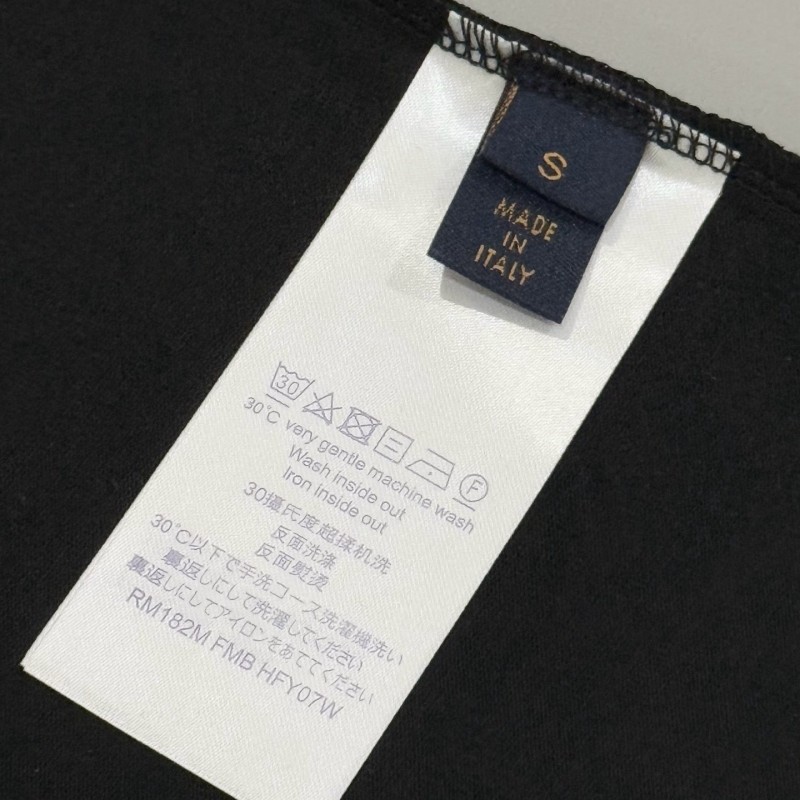 S
MADE
IN
ITALY
30
F
30°C very gentle machine wash
Wash inside out
Iron inside out
30攝氏度超揉机洗
反面洗涤
反面熨烫
30°C以下で手洗コース洗濯機洗い
裏返しにして洗濯してください
裏返しにしてアイロンをあててください
RM182M FMB HFY07W